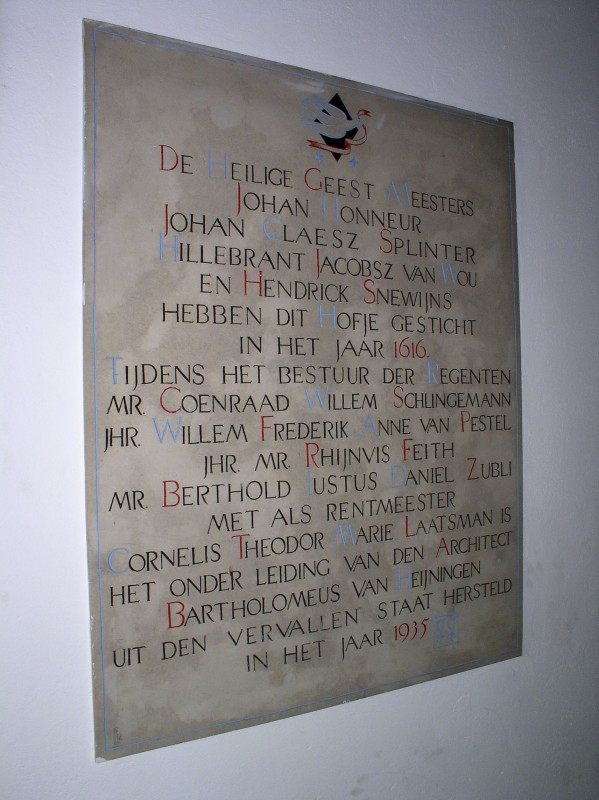 De Heilige Geest Meesters
Johan Honneur
Johan Claesz Splinter
Hillebrant Jacobsz van Wou
en Hendrick Snewijns
hebben dit Hofje gesticht
in het jaar 1616.
Tijdens het bestuur der Regenten
Mr. Coenraad Willem Schlingemann
Jhr. Willem Frederik Anne van Pestel
Jhr. Mr. Rhijnvis Feith
Mr. Berthold Iustus Daniel Zubli
met als rentmeester
Cornelis Theodor Marie Laatsman is
het onder leiding van den Architect
Bartholomeus van Heijningen
uit den vervallen staat hersteld
in het jaar 1935